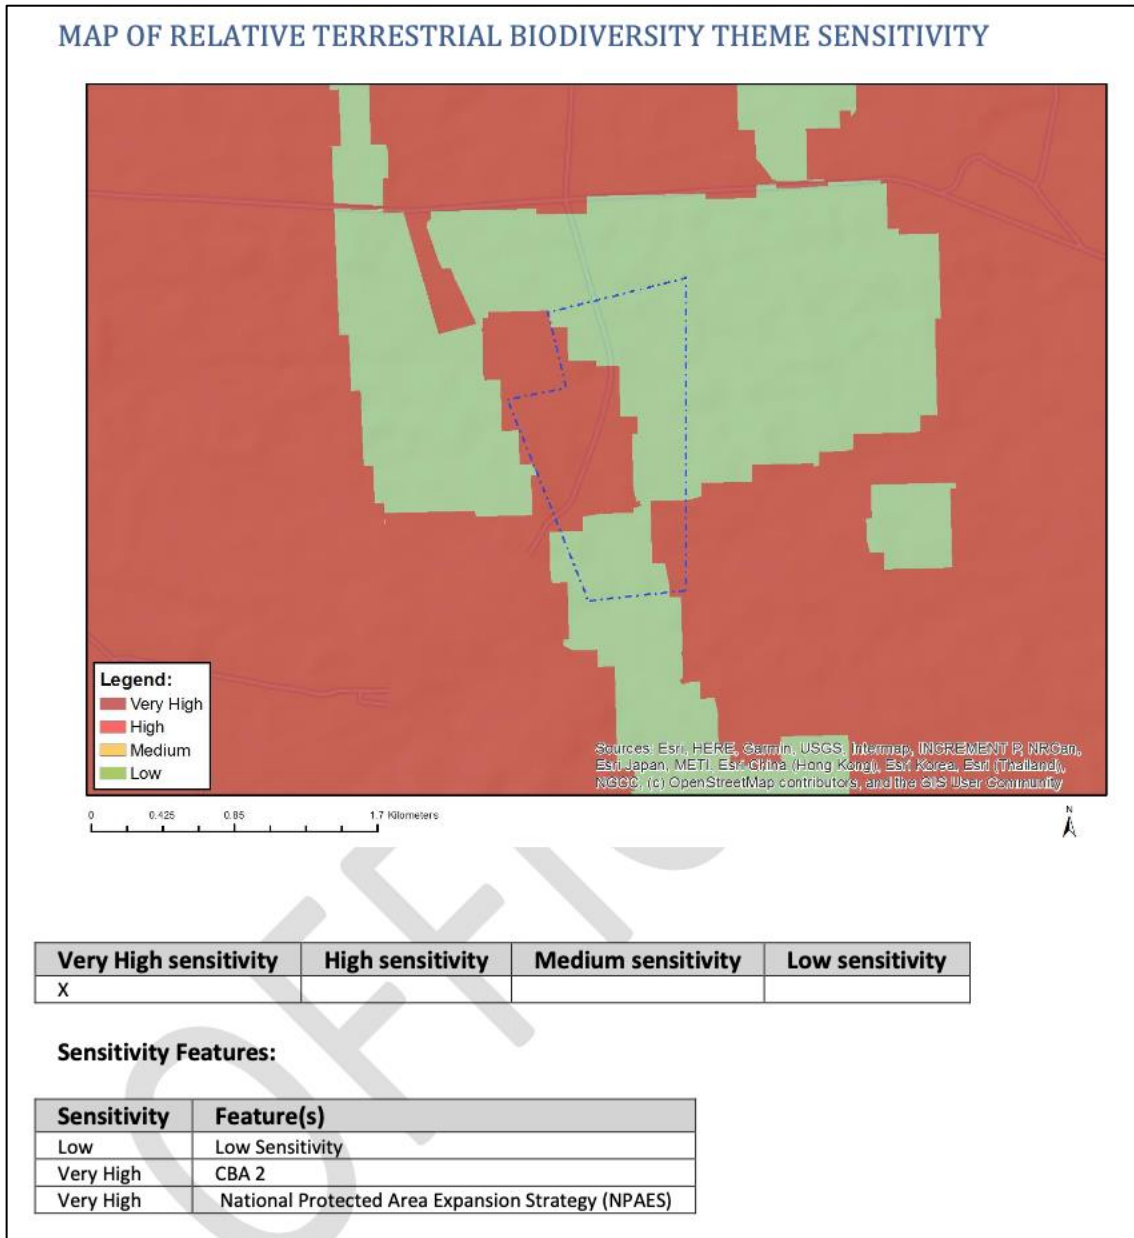 MAP OF RELATIVE TERRESTRIAL BIODIVERSITY THEME SENSITIVITY
Legend:
Very High
High
Medium
Low
Sources: Esri, HERE, Garmin, USGS, Intermap, INCREMENT P, NRCan,
Esri Japan, METI, Esri China (Hong Kong), Esri Korea, Esri (Thailand),
NGCC, (c) OpenStreetMap contributors, and the GIS User Community
0 0.425 0.85 1.7 Kilometers
N
Very High sensitivity High sensitivity Medium sensitivity Low sensitivity
X
Sensitivity Features:
Sensitivity Feature(s)
Low Low Sensitivity
Very High CBA 2
Very High National Protected Area Expansion Strategy (NPAES)
OFFIC